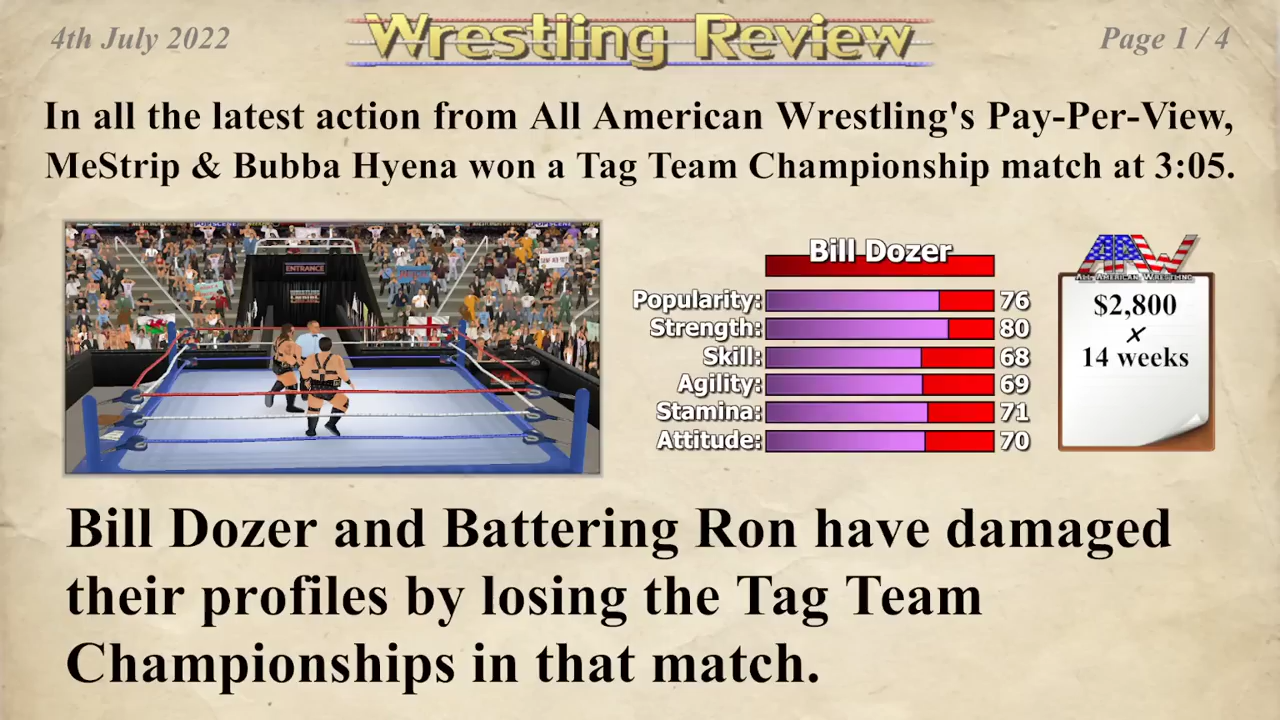 4th July 2022
Wrestling Review
Page 1 / 4
In all the latest action from All American Wrestling's Pay-Per-View,
MeStrip & Bubba Hyena won a Tag Team Championship match at 3:05.
ENTRANCE
Bill Dozer
Popularity: 76
Strength: 80
Skill: 68
Agility: 69
Stamina: 71
Attitude: 70
AAW
ALL AMERICAN WRESTLING
$2,800
x
14 weeks
Bill Dozer and Battering Ron have damaged
their profiles by losing the Tag Team
Championships in that match.